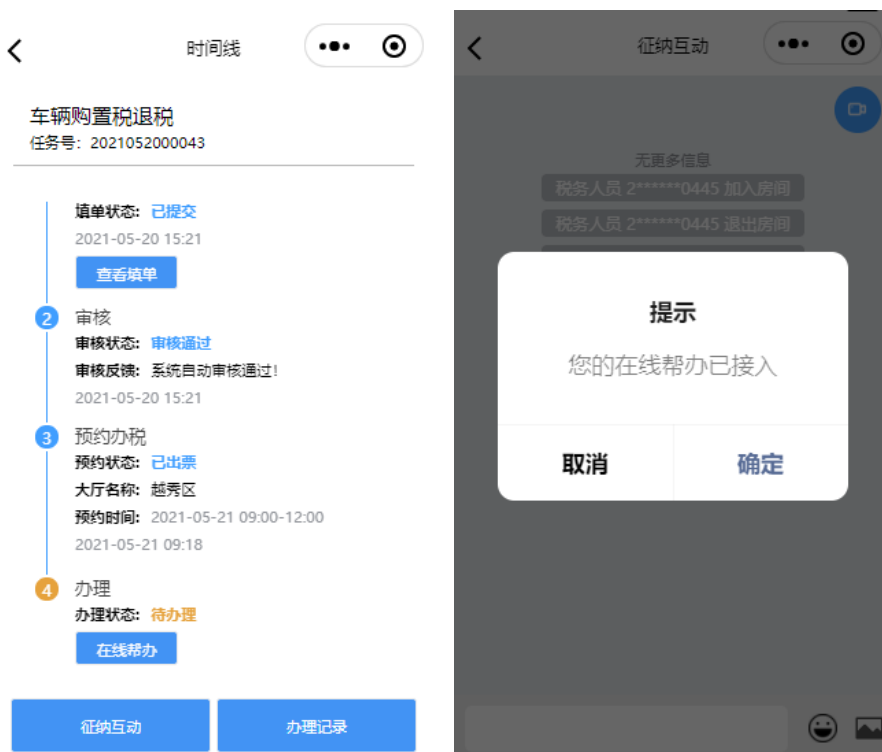 时间线
车辆购置税退税
任务号：2021052000043
填单状态: 已提交
2021-05-20 15:21
查看填单
2 审核
审核状态: 审核通过
审核反馈: 系统自动审核通过!
2021-05-20 15:21
3 预约办税
预约状态: 已出票
大厅名称: 越秀区
预约时间: 2021-05-21 09:00-12:00
2021-05-21 09:18
4 办理
办理状态: 待办理
在线帮办
征纳互动
办理记录
征纳互动
无更多信息
税务人员 2******0445 加入房间
税务人员 2******0445 退出房间
提示
您的在线帮办已接入
取消
确定